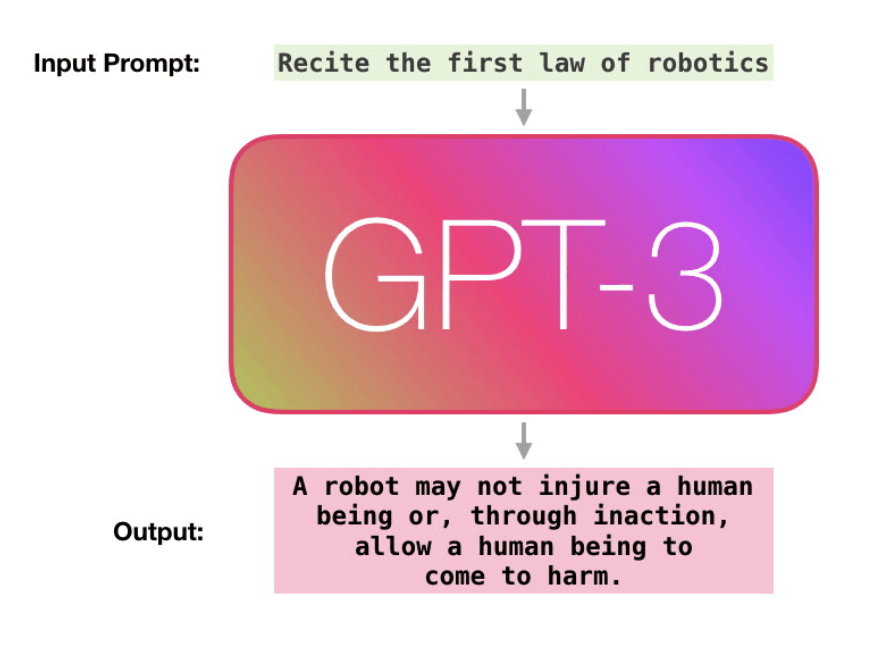 Input Prompt: Recite the first law of robotics
GPT-3
Output:
A robot may not injure a human
being or, through inaction,
allow a human being to
come to harm.